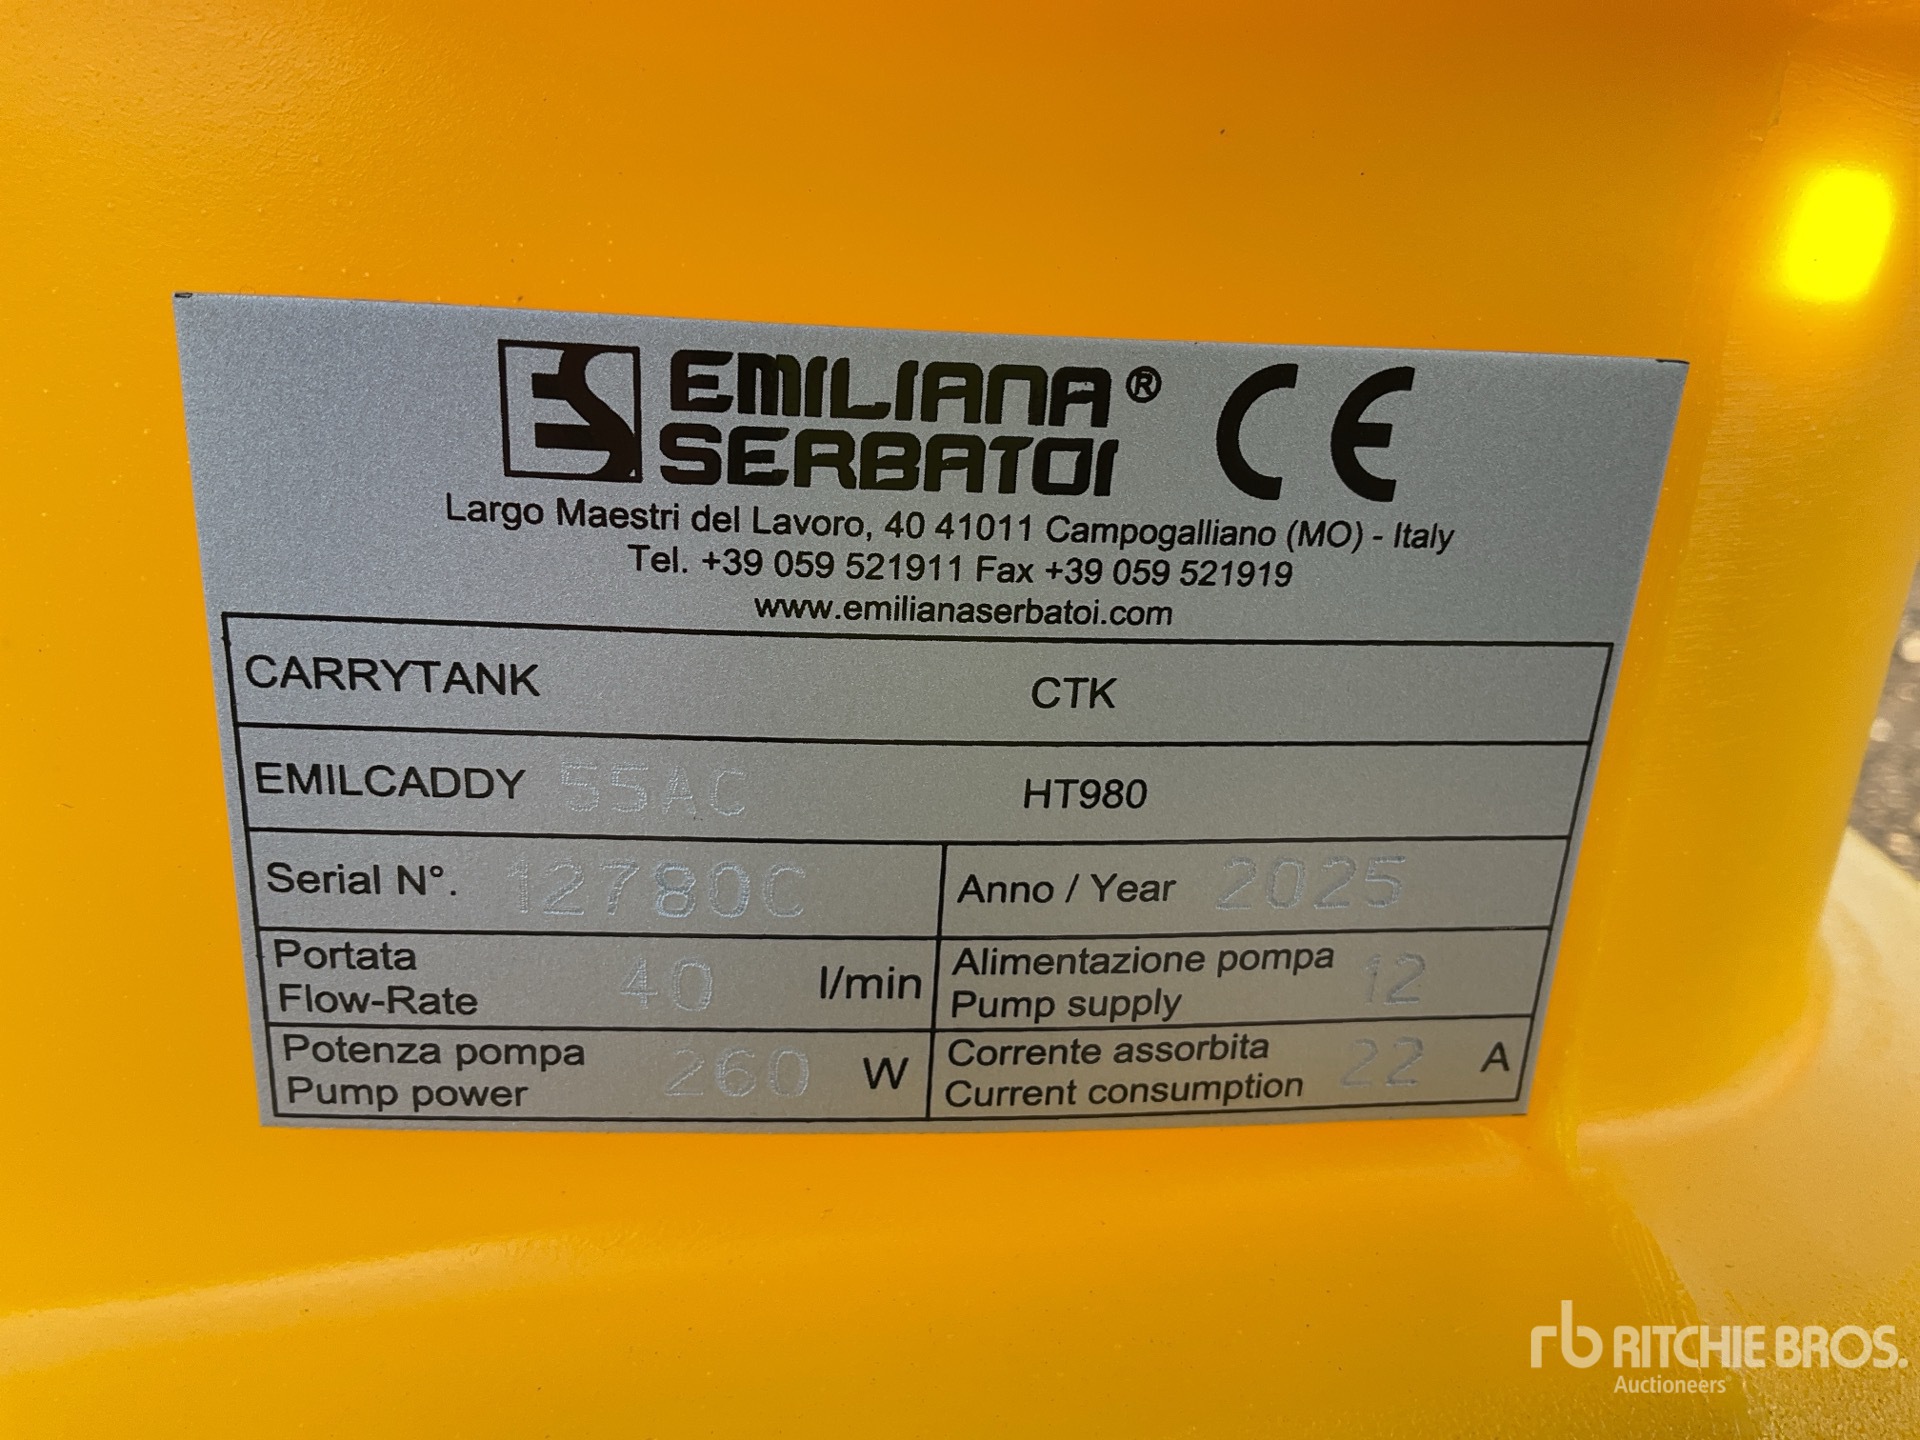 ES EMILIANA® CE
SERBATOI
Largo Maestri del Lavoro, 40 41011 Campogalliano (MO) - Italy
Tel. +39 059 521911 Fax +39 059 521919
www.emilianaserbatoi.com
CARRYTANK CTK
EMILCADDY 55AC HT980
Serial N°. 12780C Anno / Year 2025
Portata
Flow-Rate 40 l/min
Alimentazione pompa
Pump supply 12
Potenza pompa
Pump power 260 W
Corrente assorbita
Current consumption 22 A
rb RITCHIE BROS.
Auctioneers